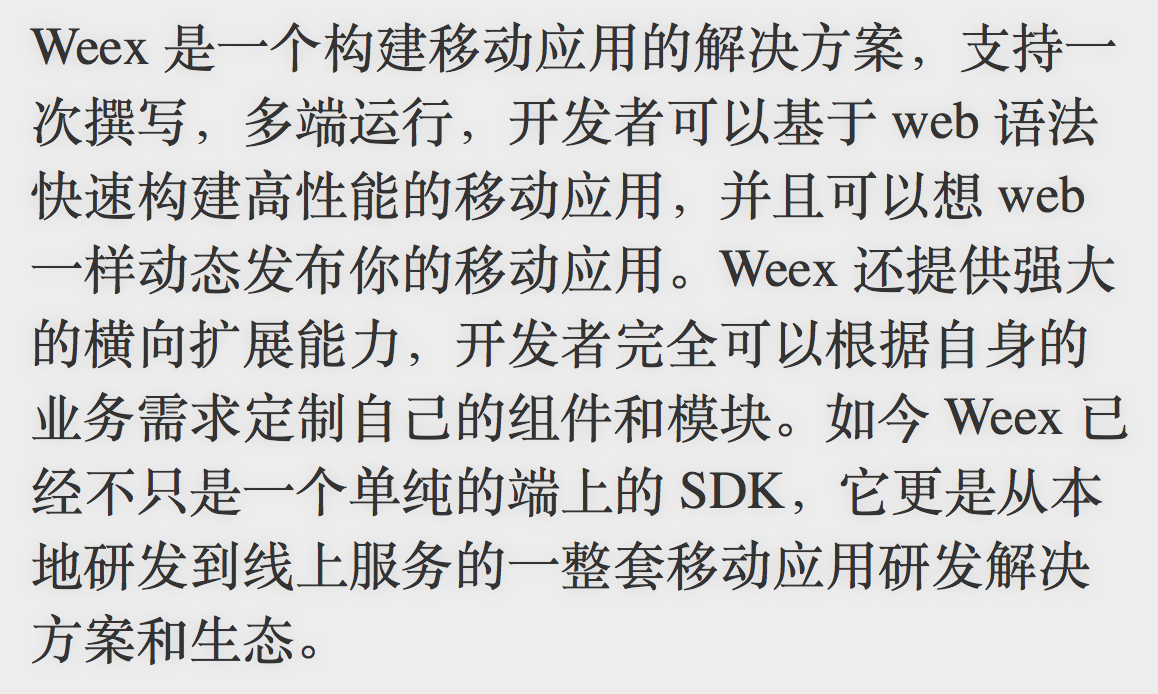 Weex 是一个构建移动应用的解决方案，支持一
次撰写，多端运行，开发者可以基于 web 语法
快速构建高性能的移动应用，并且可以想 web
一样动态发布你的移动应用。Weex 还提供强大
的横向扩展能力，开发者完全可以根据自身的
业务需求定制自己的组件和模块。如今 Weex 已
经不只是一个单纯的端上的 SDK，它更是从本
地研发到线上服务的一整套移动应用研发解决
方案和生态。